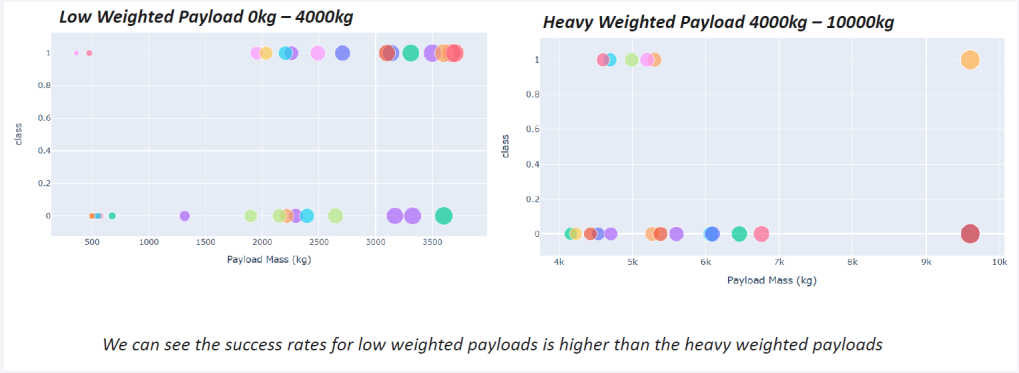 Low Weighted Payload 0kg – 4000kg
Heavy Weighted Payload 4000kg – 10000kg
1
0.8
0.6
0.4
0.2
0
class
500
1000
1500
2000
2500
3000
3500
Payload Mass (kg)
1
0.8
0.6
0.4
0.2
0
class
4k
5k
6k
7k
8k
9k
10k
Payload Mass (kg)
We can see the success rates for low weighted payloads is higher than the heavy weighted payloads